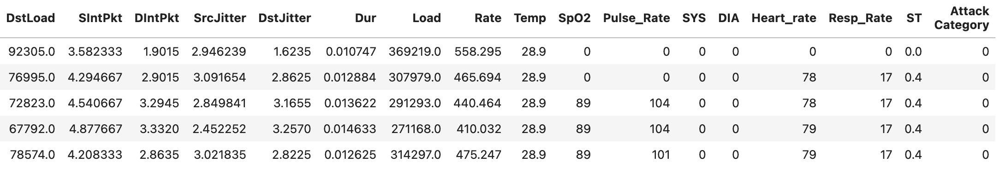 DstLoad SIntPkt DIntPkt SrcJitter DstJitter Dur Load Rate Temp SpO2 Pulse_Rate SYS DIA Heart_rate Resp_Rate ST Attack Category
92305.0 3.582333 1.9015 2.946239 1.6235 0.010747 369219.0 558.295 28.9 0 0 0 0 0 0 0.0 0
76995.0 4.294667 2.9015 3.091654 2.8625 0.012884 307979.0 465.694 28.9 0 0 0 0 78 17 0.4 0
72823.0 4.540667 3.2945 2.849841 3.1655 0.013622 291293.0 440.464 28.9 89 104 0 0 78 17 0.4 0
67792.0 4.877667 3.3320 2.452252 3.2570 0.014633 271168.0 410.032 28.9 89 104 0 0 79 17 0.4 0
78574.0 4.208333 2.8635 3.021835 2.8225 0.012625 314297.0 475.247 28.9 89 101 0 0 79 17 0.4 0